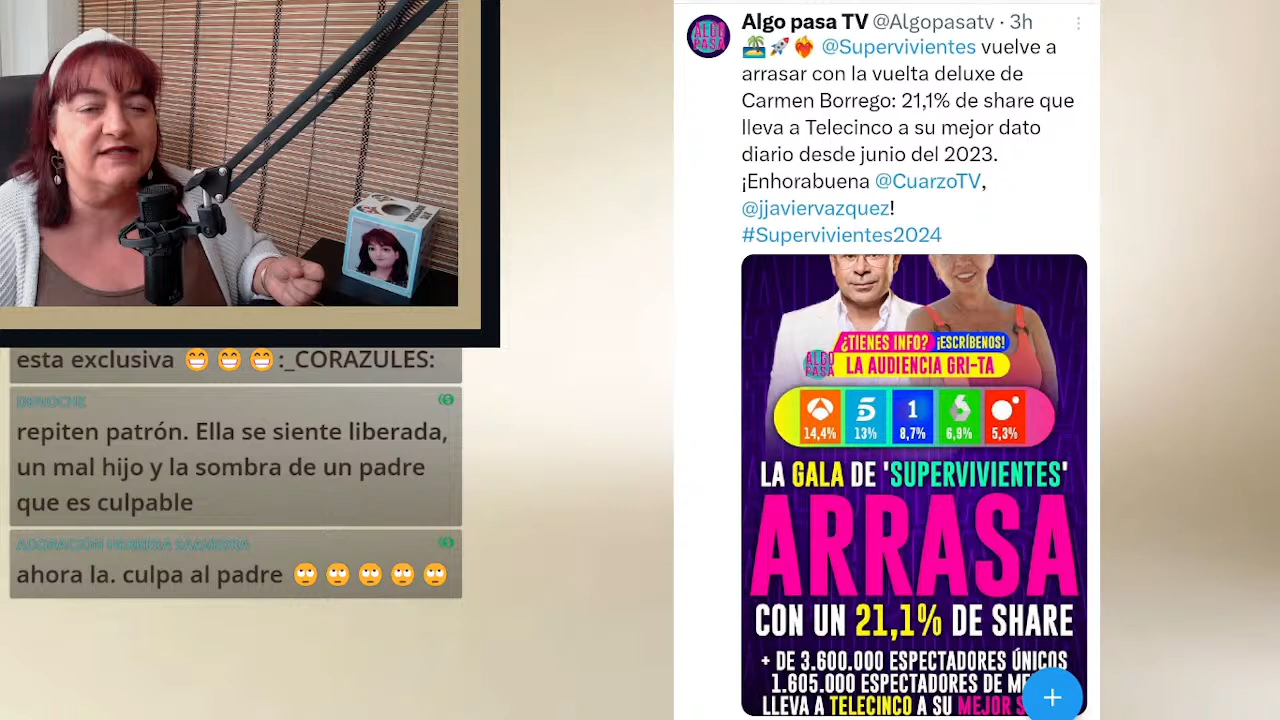 Algo pasa TV @Algopasatv · 3h
🏝️🚀❤️‍🔥 @Supervivientes vuelve a
arrasar con la vuelta deluxe de
Carmen Borrego: 21,1% de share que
lleva a Telecinco a su mejor dato
diario desde junio del 2023.
¡Enhorabuena @CuarzoTV,
@jjaviervazquez!
#Supervivientes2024
¿TIENES INFO? ¡ESCRÍBENOS!
ALGO PASA
LA AUDIENCIA GRI-TA
14,4% 13% 8,7% 6,9% 5,3%
LA GALA DE 'SUPERVIVIENTES'
ARRASA
CON UN 21,1% DE SHARE
+ DE 3.600.000 ESPECTADORES ÚNICOS
1.605.000 ESPECTADORES DE
LLEVA A TELECINCO A SU MEJOR
esta exclusiva 😁😁😁:_CORAZULES:
repiten patrón. Ella se siente liberada,
un mal hijo y la sombra de un padre
que es culpable
ahora la. culpa al padre 🙄🙄🙄🙄🙄